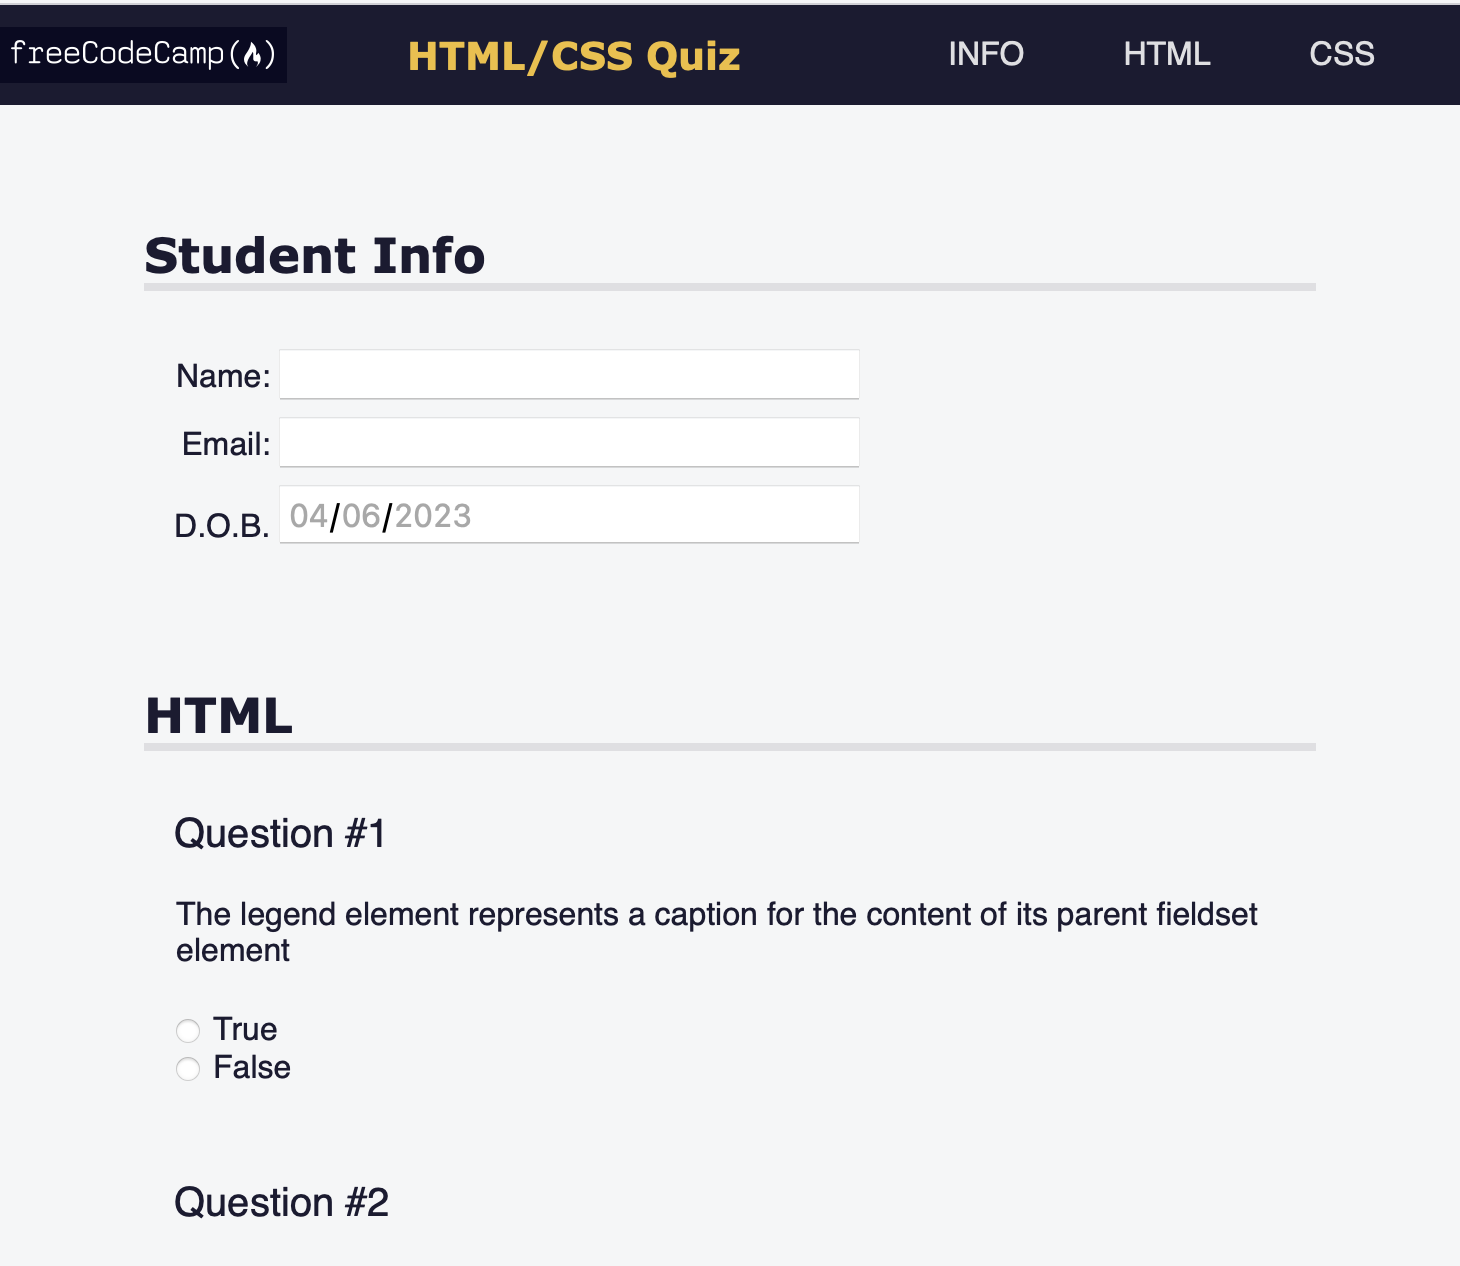 freeCodeCamp(🔥)
HTML/CSS Quiz
INFO
HTML
CSS
Student Info
Name:
Email:
D.O.B.
04/06/2023
HTML
Question #1
The legend element represents a caption for the content of its parent fieldset
element
True
False
Question #2